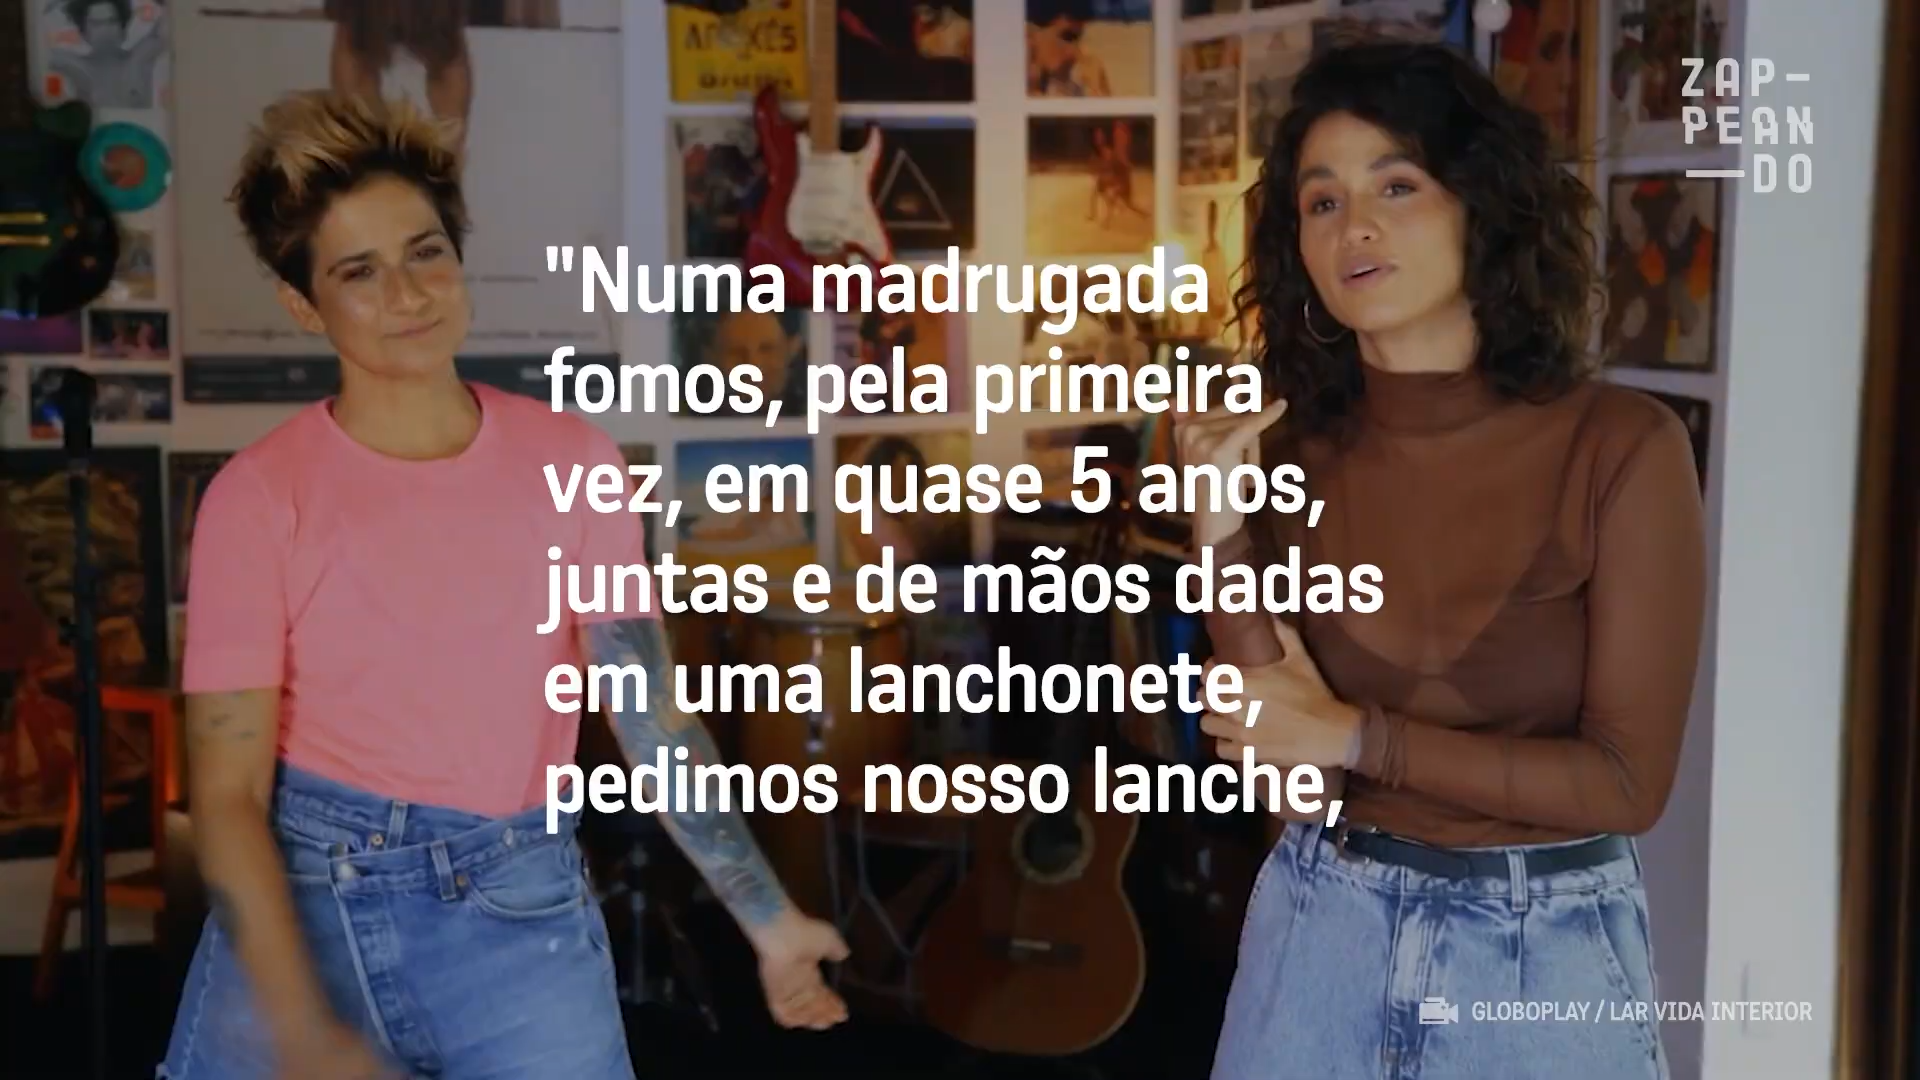 ZAP-
PEAN
—DO
"Numa madrugada
fomos, pela primeira
vez, em quase 5 anos,
juntas e de mãos dadas
em uma lanchonete,
pedimos nosso lanche,
GLOBOPLAY / LAR VIDA INTERIOR